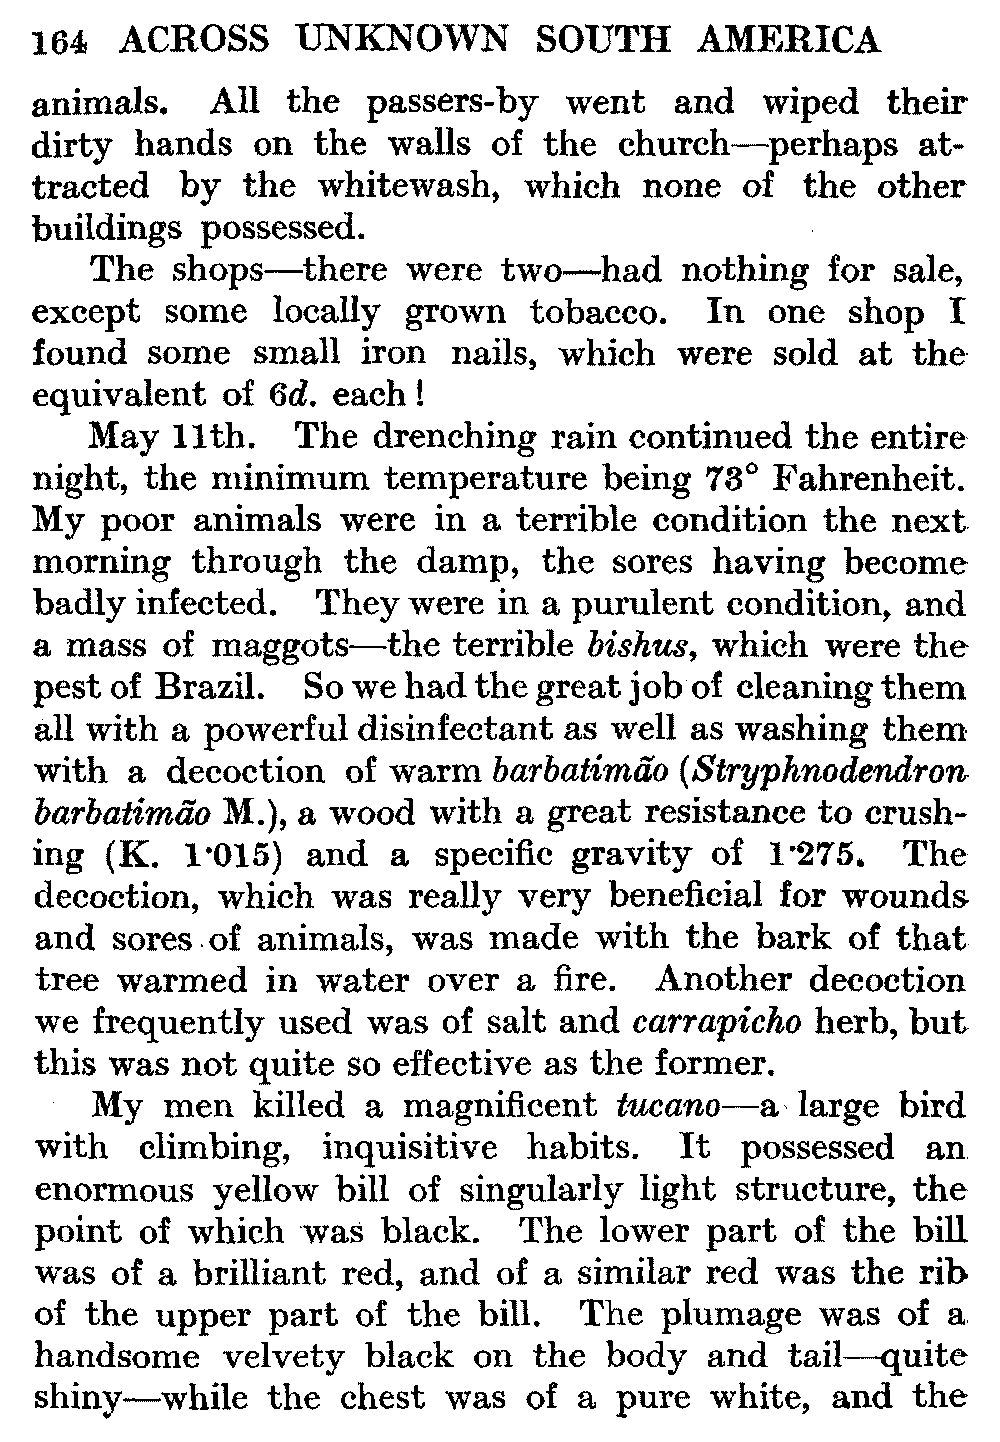 164 ACROSS UNKNOWN SOUTH AMERICA
animals. All the passers-by went and wiped their
dirty hands on the walls of the church—perhaps at-
tracted by the whitewash, which none of the other
buildings possessed.
The shops—there were two—had nothing for sale,
except some locally grown tobacco. In one shop I
found some small iron nails, which were sold at the
equivalent of 6d. each!
May 11th. The drenching rain continued the entire
night, the minimum temperature being 73° Fahrenheit.
My poor animals were in a terrible condition the next
morning through the damp, the sores having become
badly infected. They were in a purulent condition, and
a mass of maggots—the terrible bishus, which were the
pest of Brazil. So we had the great job of cleaning them
all with a powerful disinfectant as well as washing them
with a decoction of warm barbatimão (Stryphnodendron
barbatimão M.), a wood with a great resistance to crush-
ing (K. 1·015) and a specific gravity of 1·275. The
decoction, which was really very beneficial for wounds
and sores of animals, was made with the bark of that
tree warmed in water over a fire. Another decoction
we frequently used was of salt and carrapicho herb, but
this was not quite so effective as the former.
My men killed a magnificent tucano—a large bird
with climbing, inquisitive habits. It possessed an
enormous yellow bill of singularly light structure, the
point of which was black. The lower part of the bill
was of a brilliant red, and of a similar red was the rib
of the upper part of the bill. The plumage was of a
handsome velvety black on the body and tail—quite
shiny—while the chest was of a pure white, and the